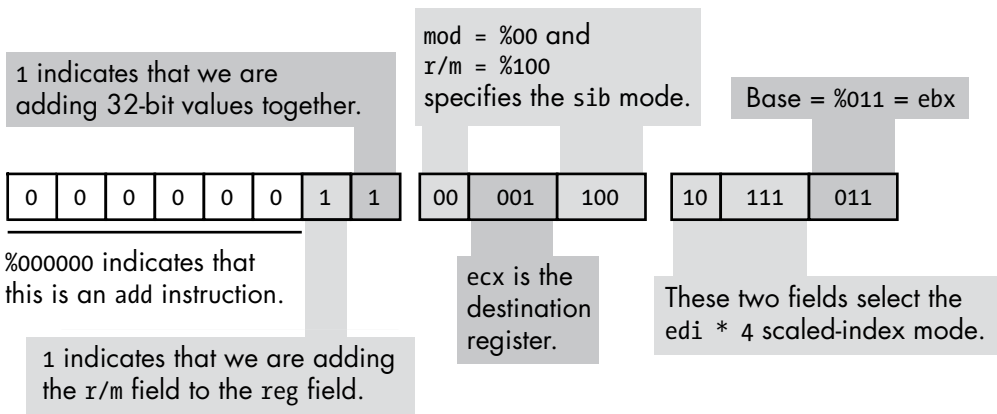 1 indicates that we are
adding 32-bit values together.
mod = %00 and
r/m = %100
specifies the sib mode.
Base = %011 = ebx
0 0 0 0 0 0 1 1 00 001 100 10 111 011
%000000 indicates that
this is an add instruction.
ecx is the
destination
register.
These two fields select the
edi * 4 scaled-index mode.
1 indicates that we are adding
the r/m field to the reg field.